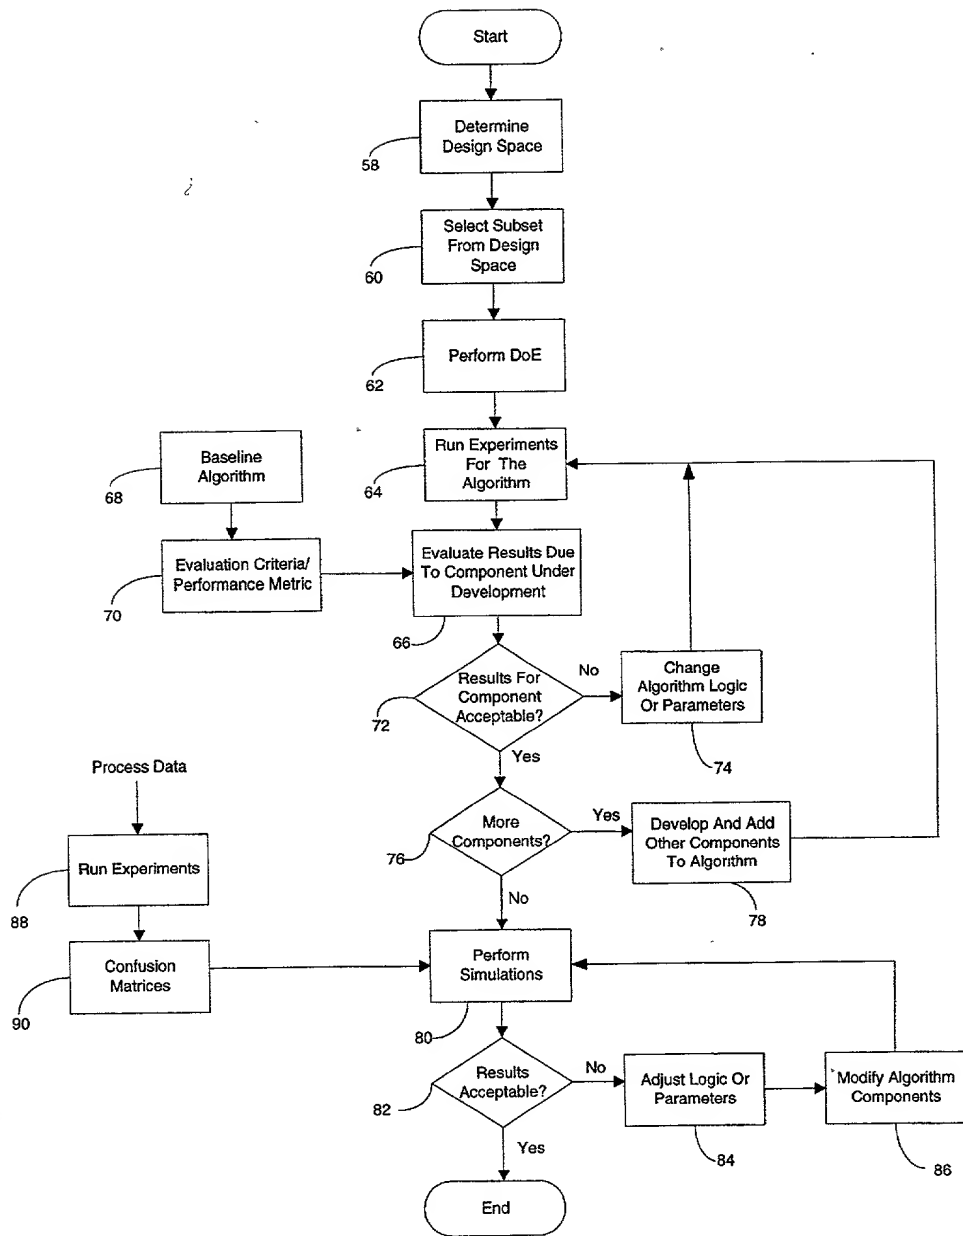 Start
Determine
Design Space
58
Select Subset
From Design
Space
60
Perform DoE
62
Run Experiments
For The
Algorithm
64
Baseline
Algorithm
68
Evaluation Criteria/
Performance Metric
70
Evaluate Results Due
To Component Under
Development
66
Results For
Component
Acceptable?
72
No
Change
Algorithm Logic
Or Parameters
74
Yes
Process Data
More
Components?
76
Yes
Develop And Add
Other Components
To Algorithm
78
Run Experiments
88
No
Confusion
Matrices
90
Perform
Simulations
80
Results
Acceptable?
82
No
Adjust Logic Or
Parameters
84
Modify Algorithm
Components
86
Yes
End